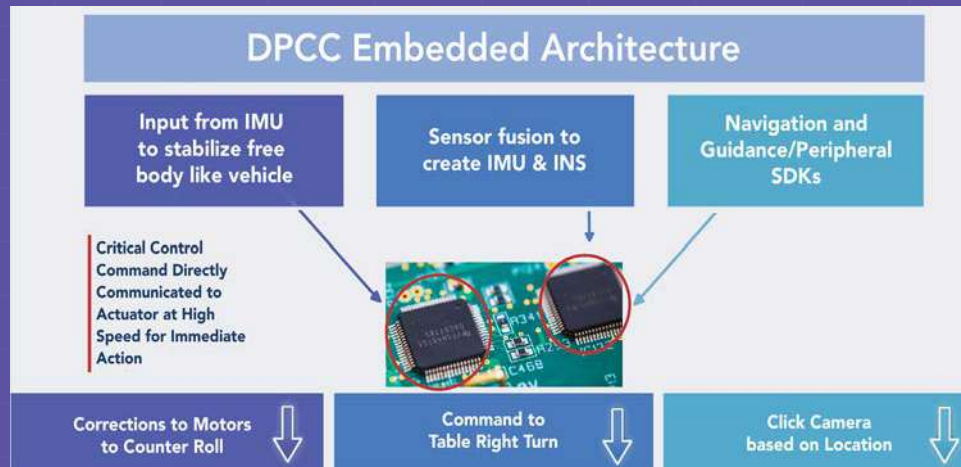 DPCC Embedded Architecture
Input from IMU
to stabilize free
body like vehicle
Sensor fusion to
create IMU & INS
Navigation and
Guidance/Peripheral
SDKs
Critical Control
Command Directly
Communicated to
Actuator at High
Speed for Immediate
Action
C468
Corrections to Motors
to Counter Roll
Command to
Table Right Turn
Click Camera
based on Location